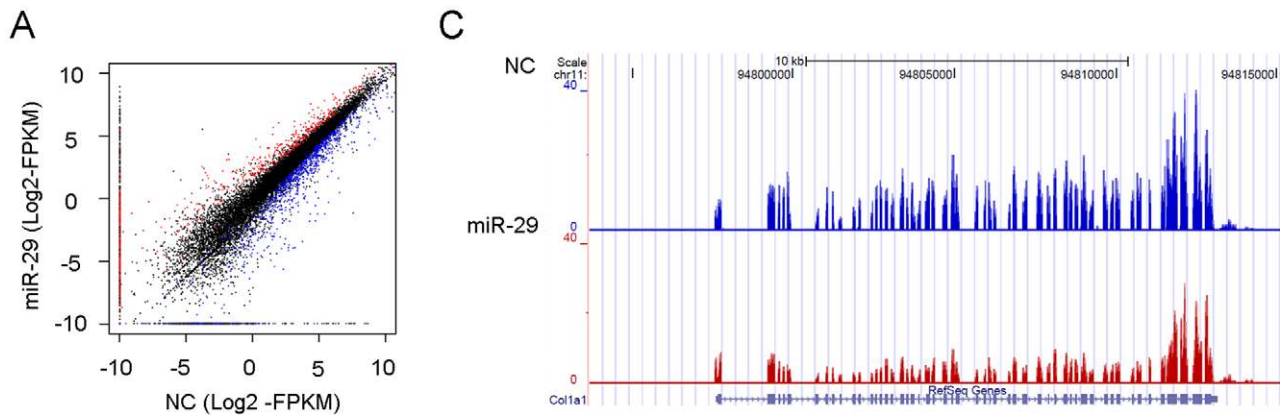 A
10
5
0
-5
-10
miR-29 (Log2-FPKM)
-10 -5 0 5 10
NC (Log2 -FPKM)
C
NC
Scale 10 kb
chr11: 94800000 94805000 94810000 94815000
40
0
miR-29
40
0
RefSeq Genes
Col1a1